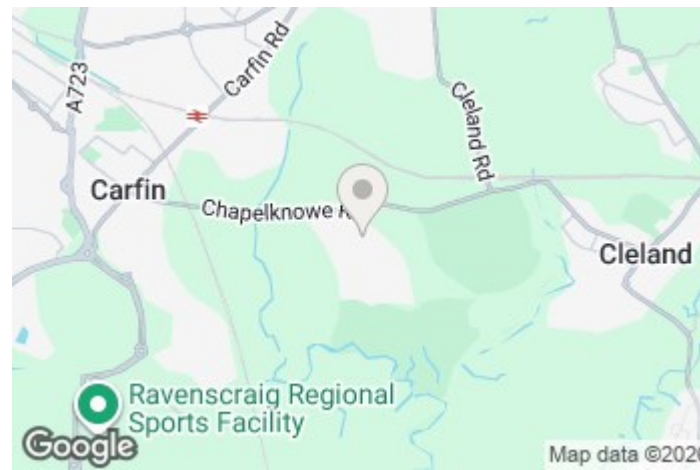 A723
Carfin Rd
Cleland Rd
Carfin
Chapelknowe R
Cleland
Ravenscraig Regional
Sports Facility
Google
Map data ©202